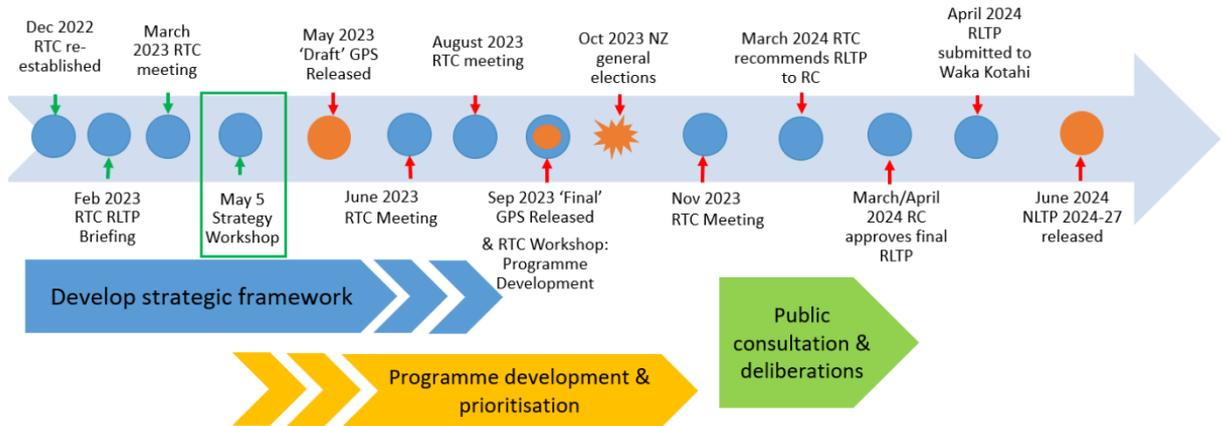 Dec 2022
RTC re-
established
March
2023 RTC
meeting
May 2023
‘Draft’ GPS
Released
August 2023
RTC meeting
Oct 2023 NZ
general
elections
March 2024 RTC
recommends RLTP
to RC
April 2024
RLTP
submitted to
Waka Kotahi
Feb 2023
RTC RLTP
Briefing
May 5
Strategy
Workshop
June 2023
RTC Meeting
Sep 2023 ‘Final’
GPS Released
& RTC Workshop:
Programme
Development
Nov 2023
RTC Meeting
March/April
2024 RC
approves final
RLTP
June 2024
NLTP 2024-27
released
Develop strategic framework
Programme development &
prioritisation
Public
consultation &
deliberations